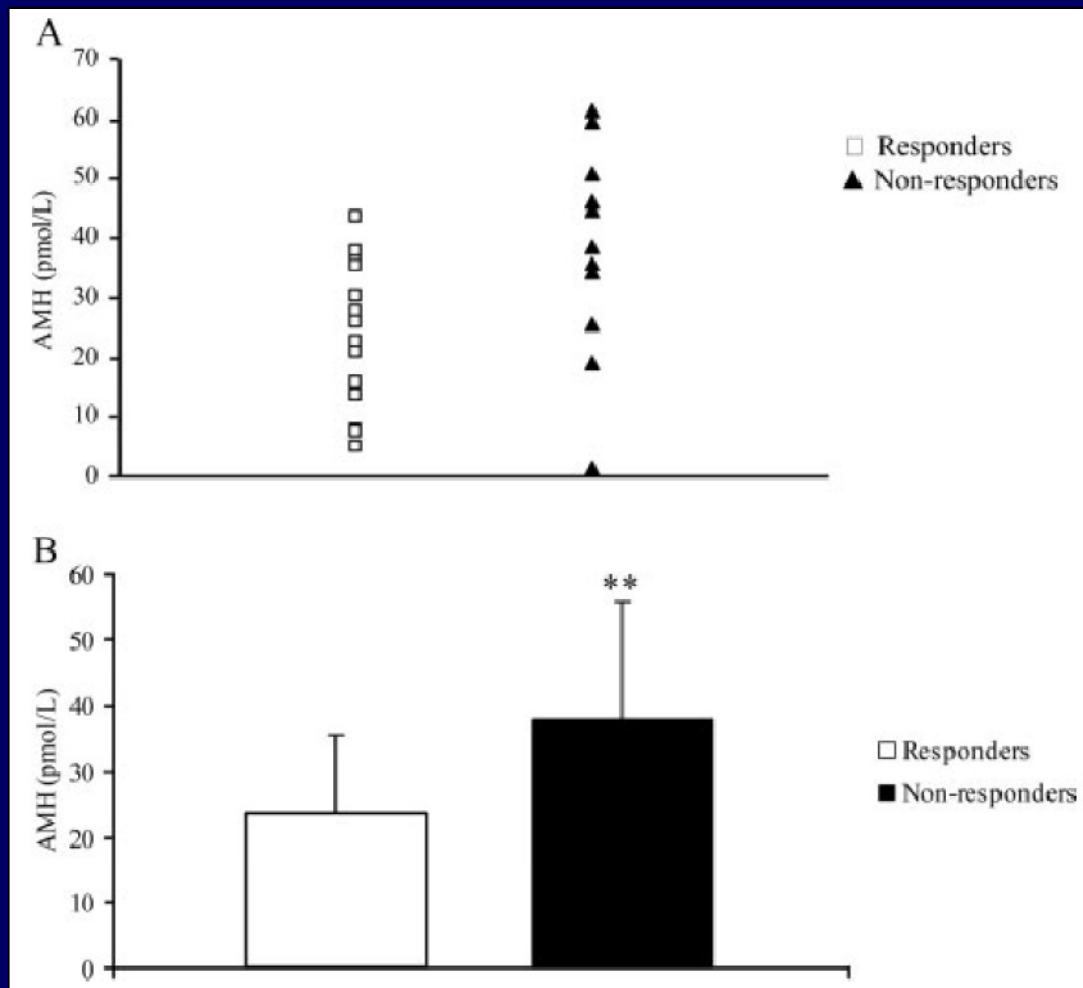 A
70
60
50
40
30
20
10
0
AMH (pmol/L)
□ Responders
▲ Non-responders
B
**
60
50
40
30
20
10
0
AMH (pmol/L)
□ Responders
■ Non-responders